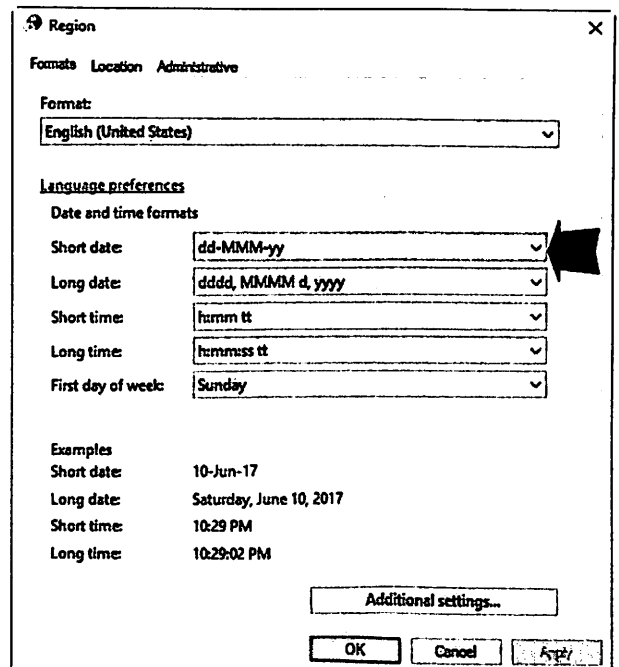 Region
Formats Location Administrative
Format:
English (United States)
Language preferences
Date and time formats
Short date: dd-MMM-yy
Long date: dddd, MMMM d, yyyy
Short time: h:mm tt
Long time: h:mm:ss tt
First day of week: Sunday
Examples
Short date: 10-Jun-17
Long date: Saturday, June 10, 2017
Short time: 10:29 PM
Long time: 10:29:02 PM
Additional settings...
OK Cancel Apply